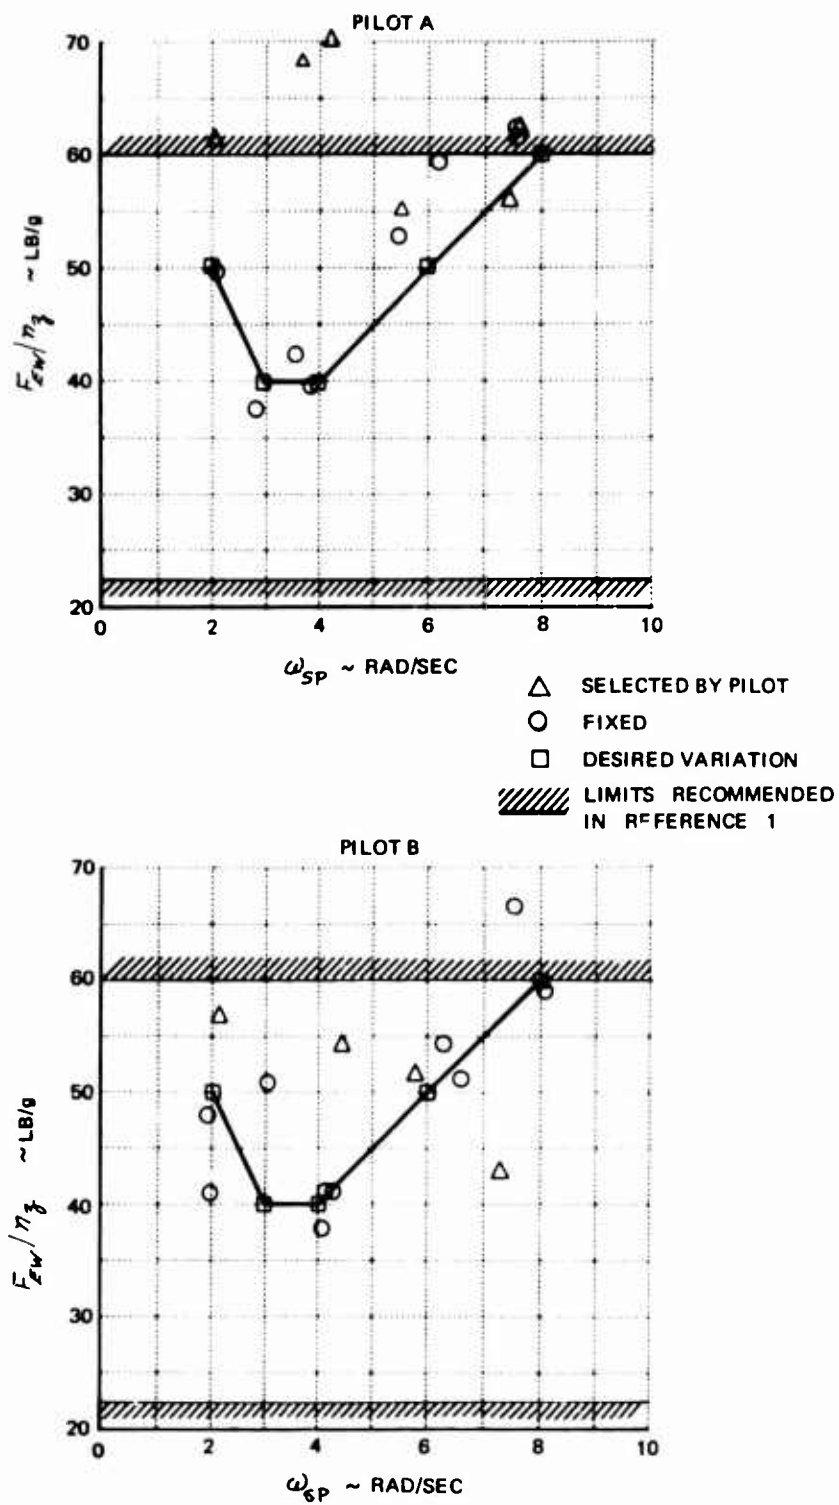 PILOT A
70
60
50
40
30
20
F_EW/n_z ~ LB/g
0 2 4 6 8 10
ω_SP ~ RAD/SEC
△ SELECTED BY PILOT
○ FIXED
□ DESIRED VARIATION
LIMITS RECOMMENDED
IN REFERENCE 1
PILOT B
70
60
50
40
30
20
F_EW/n_z ~ LB/g
0 2 4 6 8 10
ω_SP ~ RAD/SEC